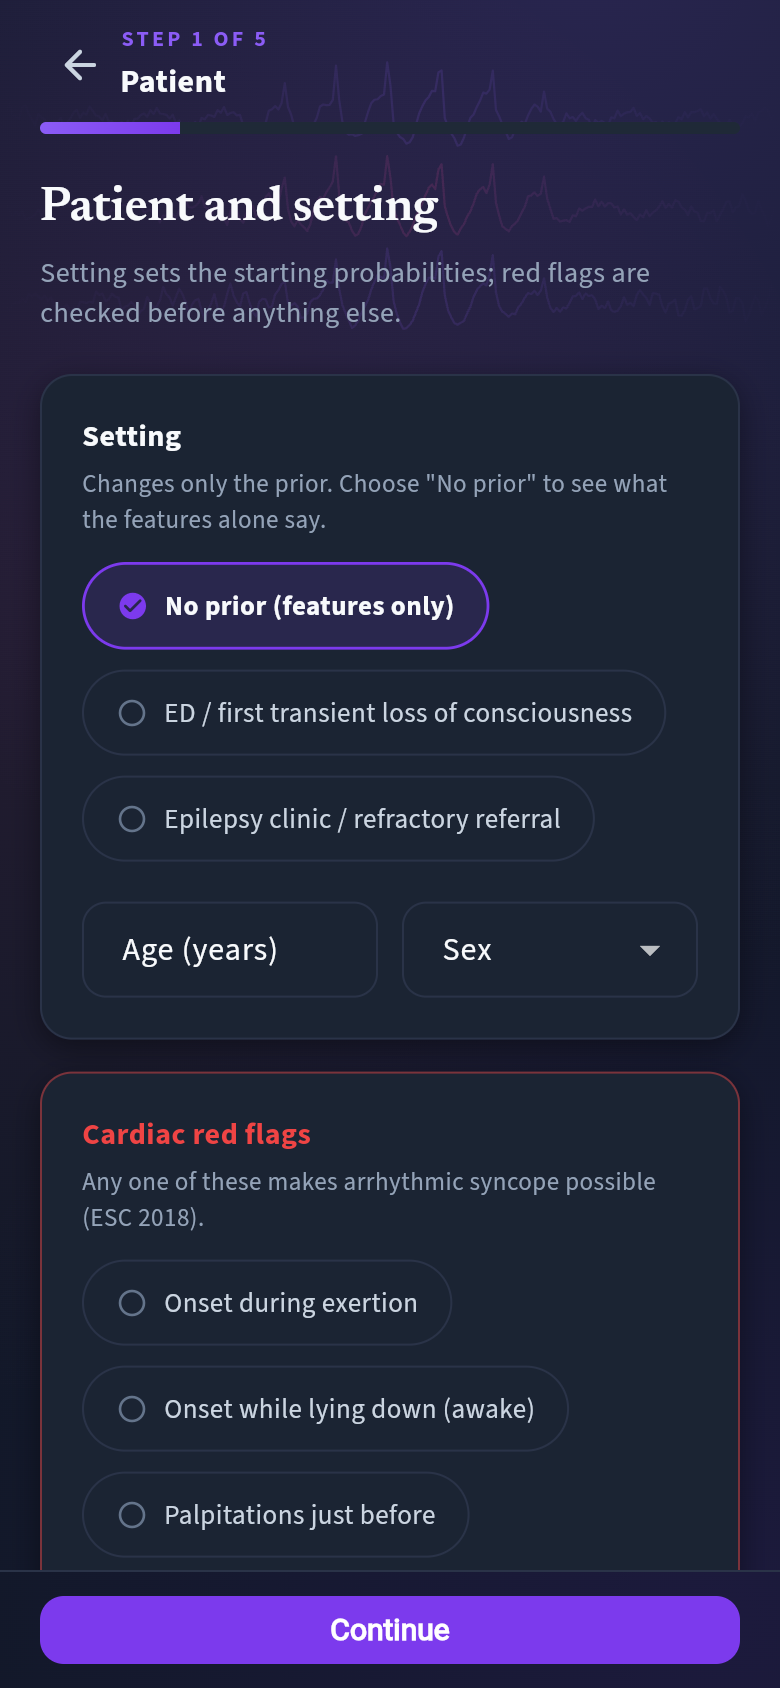 STEP 1 OF 5
Patient
Patient and setting
Setting sets the starting probabilities; red flags are
checked before anything else.
Setting
Changes only the prior. Choose "No prior" to see what
the features alone say.
No prior (features only)
ED / first transient loss of consciousness
Epilepsy clinic / refractory referral
Age (years)
Sex
Cardiac red flags
Any one of these makes arrhythmic syncope possible
(ESC 2018).
Onset during exertion
Onset while lying down (awake)
Palpitations just before
Continue